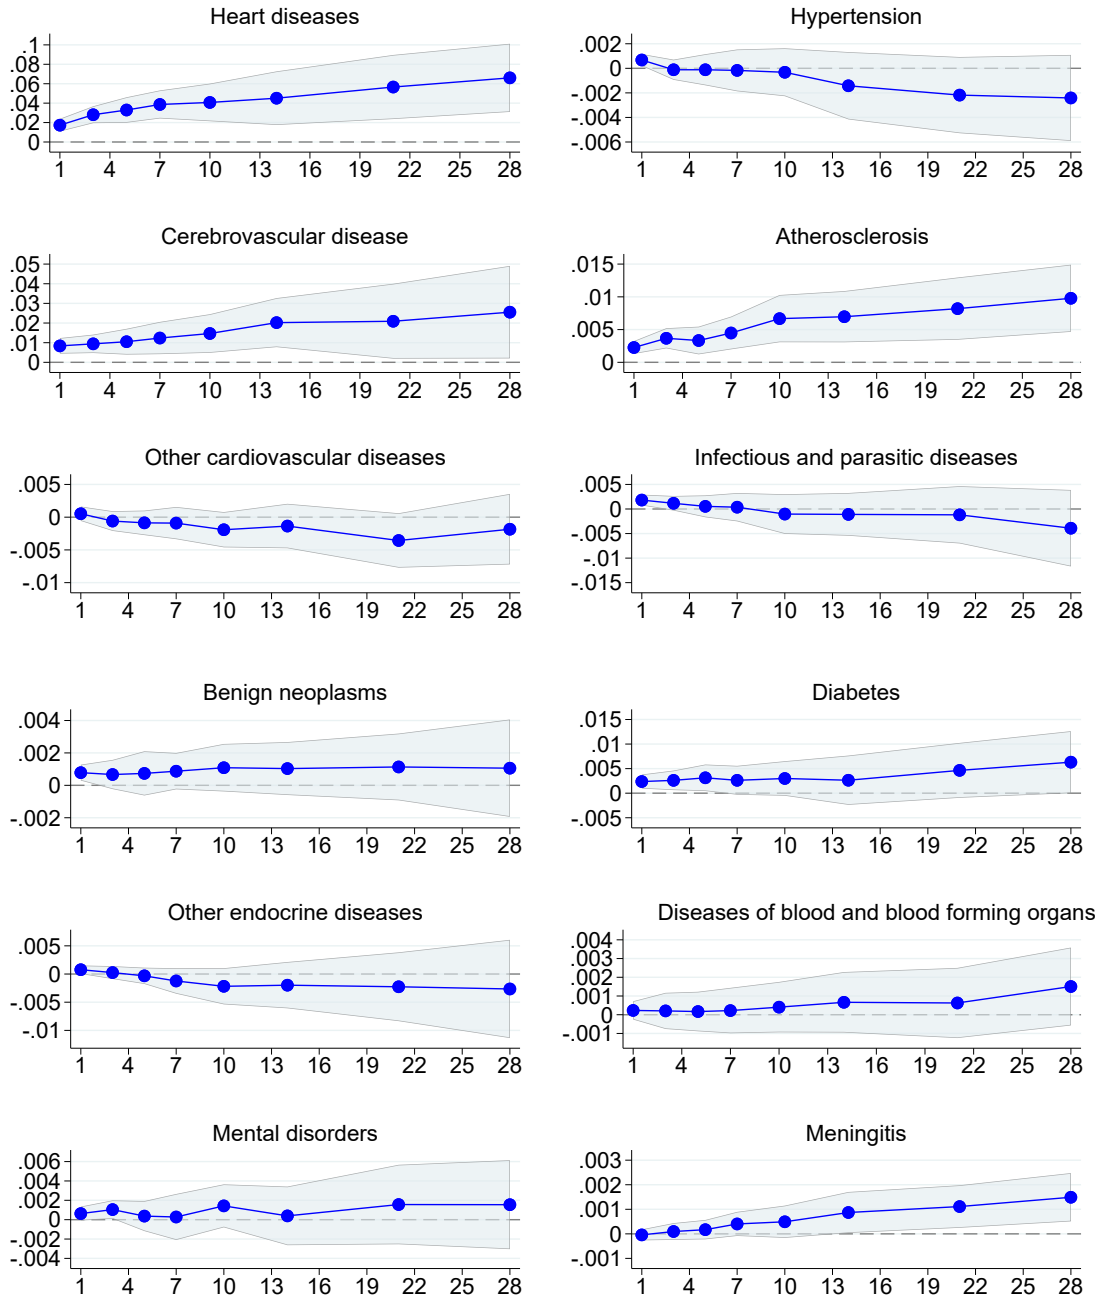 Heart diseases
.1
.08
.06
.04
.02
0
1 4 7 10 13 16 19 22 25 28
Hypertension
.002
0
-.002
-.004
-.006
1 4 7 10 13 16 19 22 25 28
Cerebrovascular disease
.05
.04
.03
.02
.01
0
1 4 7 10 13 16 19 22 25 28
Atherosclerosis
.015
.01
.005
0
1 4 7 10 13 16 19 22 25 28
Other cardiovascular diseases
.005
0
-.005
-.01
1 4 7 10 13 16 19 22 25 28
Infectious and parasitic diseases
.005
0
-.005
-.01
-.015
1 4 7 10 13 16 19 22 25 28
Benign neoplasms
.004
.002
0
-.002
1 4 7 10 13 16 19 22 25 28
Diabetes
.015
.01
.005
0
-.005
1 4 7 10 13 16 19 22 25 28
Other endocrine diseases
.005
0
-.005
-.01
1 4 7 10 13 16 19 22 25 28
Diseases of blood and blood forming organs
.004
.003
.002
.001
0
-.001
1 4 7 10 13 16 19 22 25 28
Mental disorders
.006
.004
.002
0
-.002
-.004
1 4 7 10 13 16 19 22 25 28
Meningitis
.003
.002
.001
0
-.001
1 4 7 10 13 16 19 22 25 28